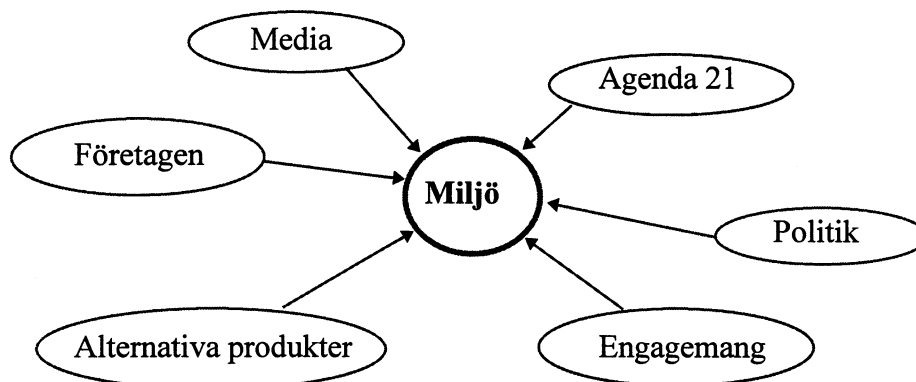 Media
Agenda 21
Företagen
Miljö
Politik
Alternativa produkter
Engagemang